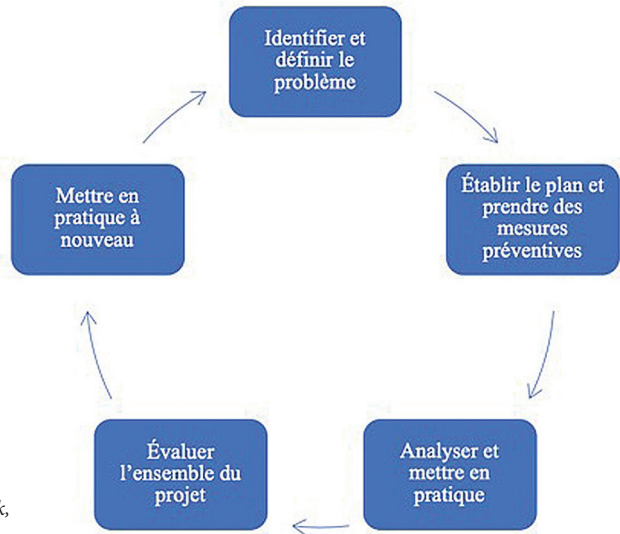 Identifier et
définir le
problème
Établir le plan et
prendre des
mesures
préventives
Analyser et
mettre en
pratique
Évaluer
l’ensemble du
projet
Mettre en
pratique à
nouveau